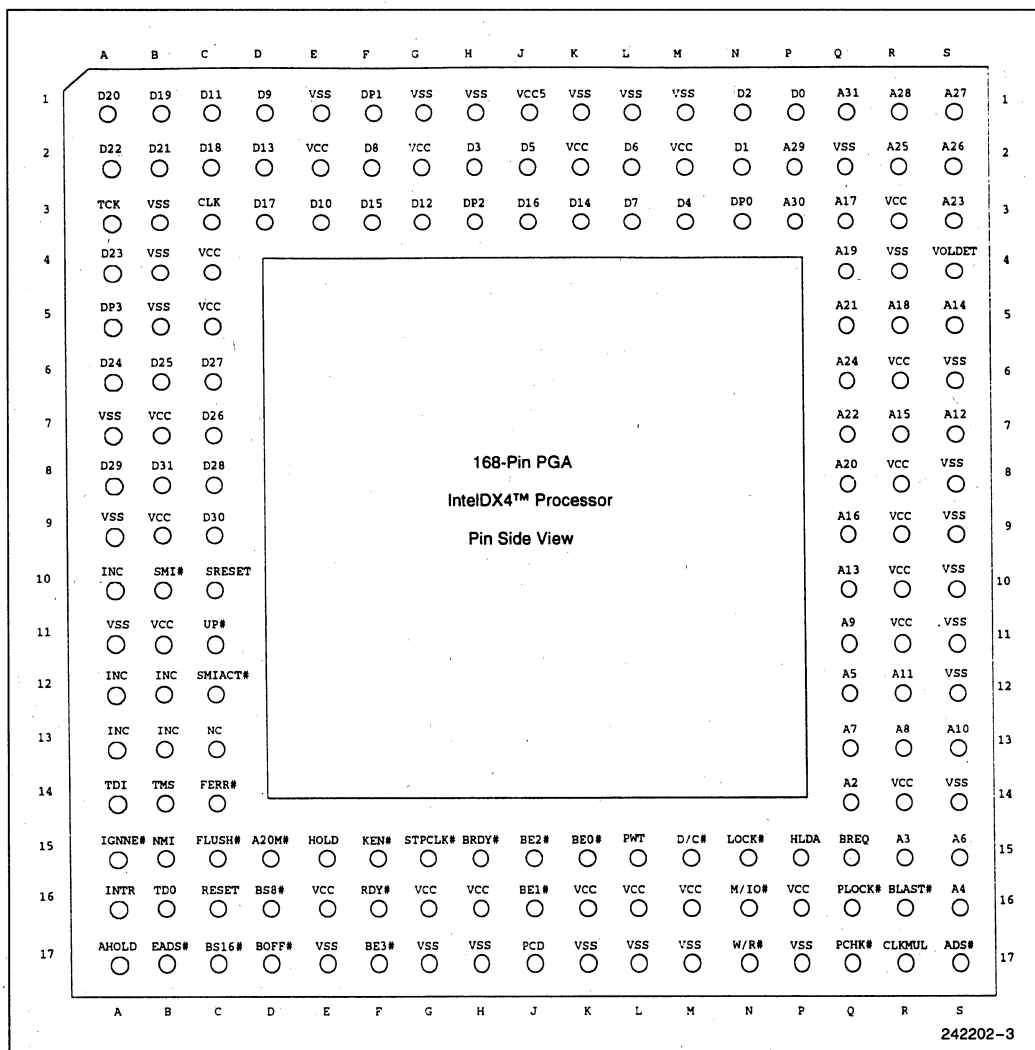 A B C D E F G H J K L M N P Q R S
D20 D19 D11 D9 VSS DP1 VSS VSS VCC5 VSS VSS VSS D2 D0 A31 A28 A27
1 1
D22 D21 D18 D13 VCC D8 VCC D3 D5 VCC D6 VCC D1 A29 VSS A25 A26
2 2
TCK VSS CLK D17 D10 D15 D12 DP2 D16 D14 D7 D4 DP0 A30 A17 VCC A23
3 3
D23 VSS VCC A19 VSS VOLDET
4 4
DP3 VSS VCC A21 A18 A14
5 5
D24 D25 D27 A24 VCC VSS
6 6
VSS VCC D26 A22 A15 A12
7 7
168-Pin PGA
D29 D31 D28 A20 VCC VSS
8 8
IntelDX4™ Processor
VSS VCC D30 A16 VCC VSS
9 9
Pin Side View
INC SMI# SRESET A13 VCC VSS
10 10
VSS VCC UP# A9 VCC VSS
11 11
INC INC SMIACT# A5 A11 VSS
12 12
INC INC NC A7 A8 A10
13 13
TDI TMS FERR# A2 VCC VSS
14 14
IGNNE# NMI FLUSH# A20M# HOLD KEN# STPCLK# BRDY# BE2# BE0# PWT D/C# LOCK# HLDA BREQ A3 A6
15 15
INTR TD0 RESET BS8# VCC RDY# VCC VCC BE1# VCC VCC VCC M/IO# VCC PLOCK# BLAST# A4
16 16
AHOLD EADS# BS16# BOFF# VSS BE3# VSS VSS PCD VSS VSS VSS W/R# VSS PCHK# CLKMUL ADS#
17 17
A B C D E F G H J K L M N P Q R S
242202-3